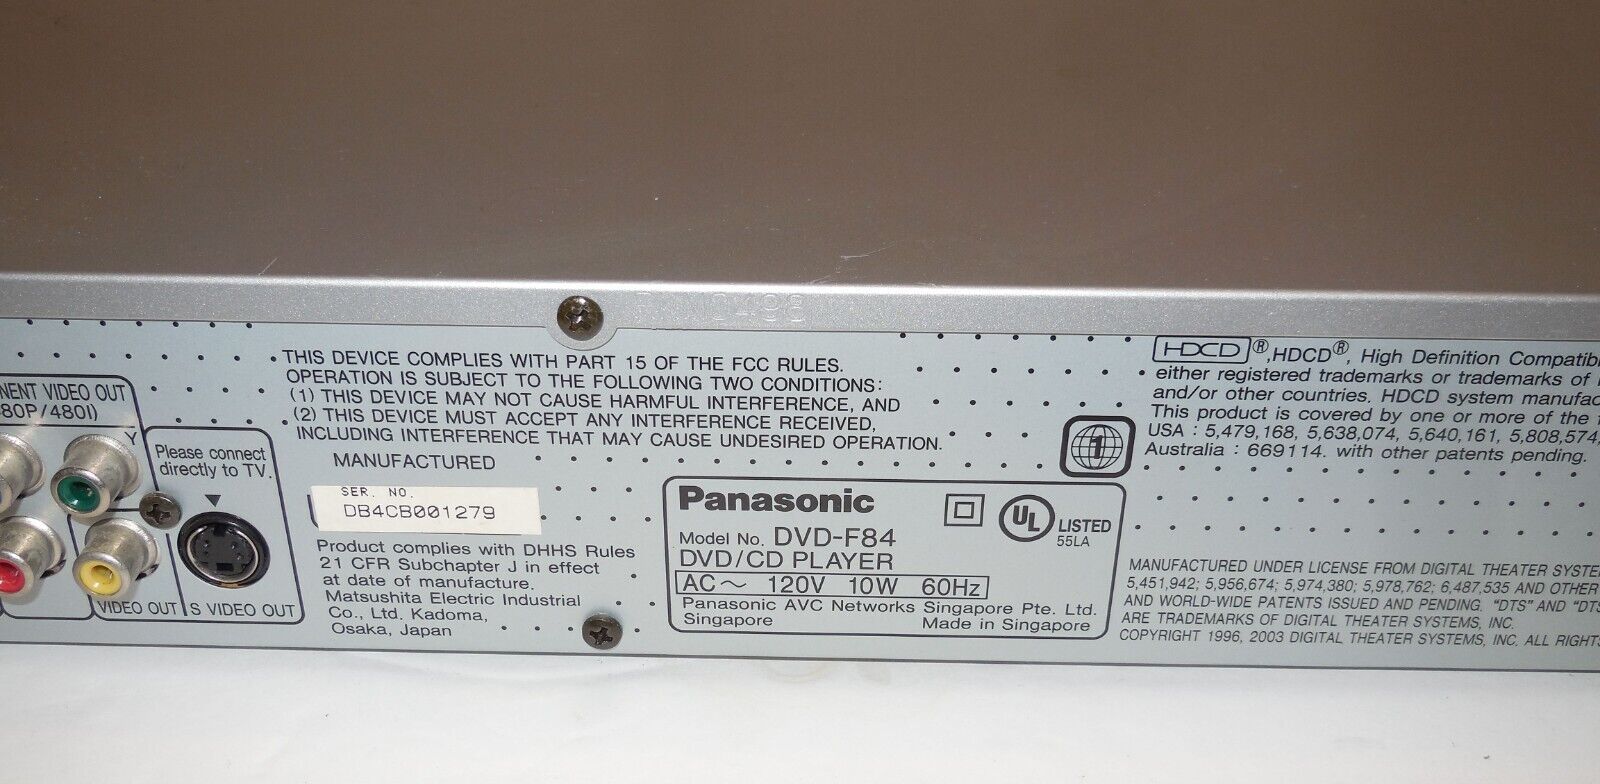 0498
NENT VIDEO OUT
80P/480I)
Y
Please connect
directly to TV.
VIDEO OUT
S VIDEO OUT
THIS DEVICE COMPLIES WITH PART 15 OF THE FCC RULES.
OPERATION IS SUBJECT TO THE FOLLOWING TWO CONDITIONS:
(1) THIS DEVICE MAY NOT CAUSE HARMFUL INTERFERENCE, AND
(2) THIS DEVICE MUST ACCEPT ANY INTERFERENCE RECEIVED,
INCLUDING INTERFERENCE THAT MAY CAUSE UNDESIRED OPERATION.
MANUFACTURED
SER. NO.
DB4CB001279
Product complies with DHHS Rules
21 CFR Subchapter J in effect
at date of manufacture.
Matsushita Electric Industrial
Co., Ltd. Kadoma,
Osaka, Japan
Panasonic
Model No. DVD-F84
DVD/CD PLAYER
AC～ 120V 10W 60Hz
Panasonic AVC Networks Singapore Pte. Ltd.
Singapore
Made in Singapore
UL
LISTED
55LA
1
HDCD®,HDCD®, High Definition Compatib
either registered trademarks or trademarks of
and/or other countries. HDCD system manufac
This product is covered by one or more of the
USA : 5,479,168, 5,638,074, 5,640,161, 5,808,574,
Australia : 669114. with other patents pending.
MANUFACTURED UNDER LICENSE FROM DIGITAL THEATER SYSTE
5,451,942; 5,956,674; 5,974,380; 5,978,762; 6,487,535 AND OTHER
AND WORLD-WIDE PATENTS ISSUED AND PENDING. "DTS" AND "DTS
ARE TRADEMARKS OF DIGITAL THEATER SYSTEMS, INC.
COPYRIGHT 1996, 2003 DIGITAL THEATER SYSTEMS, INC. ALL RIGHTS